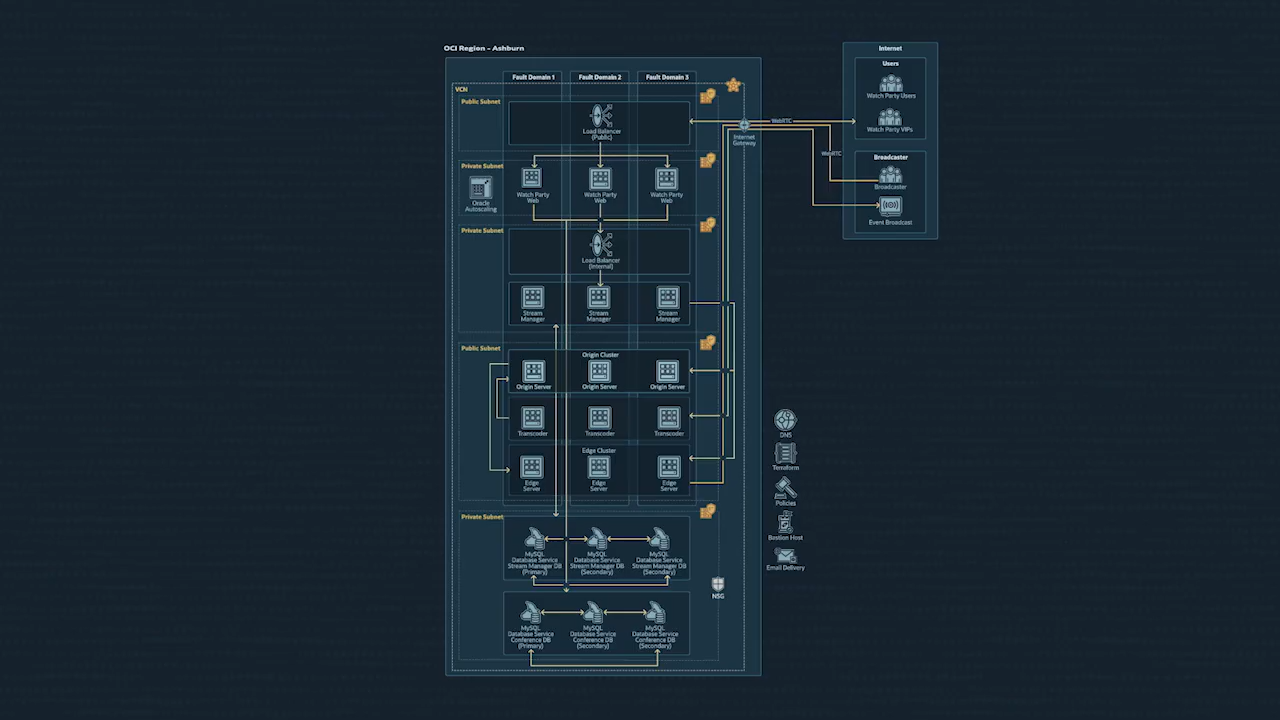 OCI Region - Ashburn
Fault Domain 1
Fault Domain 2
Fault Domain 3
VCN
Public Subnet
Load Balancer
(Public)
Private Subnet
Oracle
Autoscaling
Watch Party
Web
Watch Party
Web
Watch Party
Web
Private Subnet
Load Balancer
(Internal)
Stream
Manager
Stream
Manager
Stream
Manager
Public Subnet
Origin Cluster
Origin Server
Origin Server
Origin Server
Transcoder
Transcoder
Transcoder
Edge Cluster
Edge
Server
Edge
Server
Edge
Server
Private Subnet
MySQL
Database Service
Stream Manager DB
(Primary)
MySQL
Database Service
Stream Manager DB
(Secondary)
MySQL
Database Service
Stream Manager DB
(Secondary)
NSG
MySQL
Database Service
Conference DB
(Primary)
MySQL
Database Service
Conference DB
(Secondary)
MySQL
Database Service
Conference DB
(Secondary)
Internet
Gateway
WebRTC
WebRTC
Internet
Users
Watch Party Users
Watch Party VIPs
Broadcaster
Broadcaster
Event Broadcast
DNS
Terraform
Policies
Bastion Host
Email Delivery